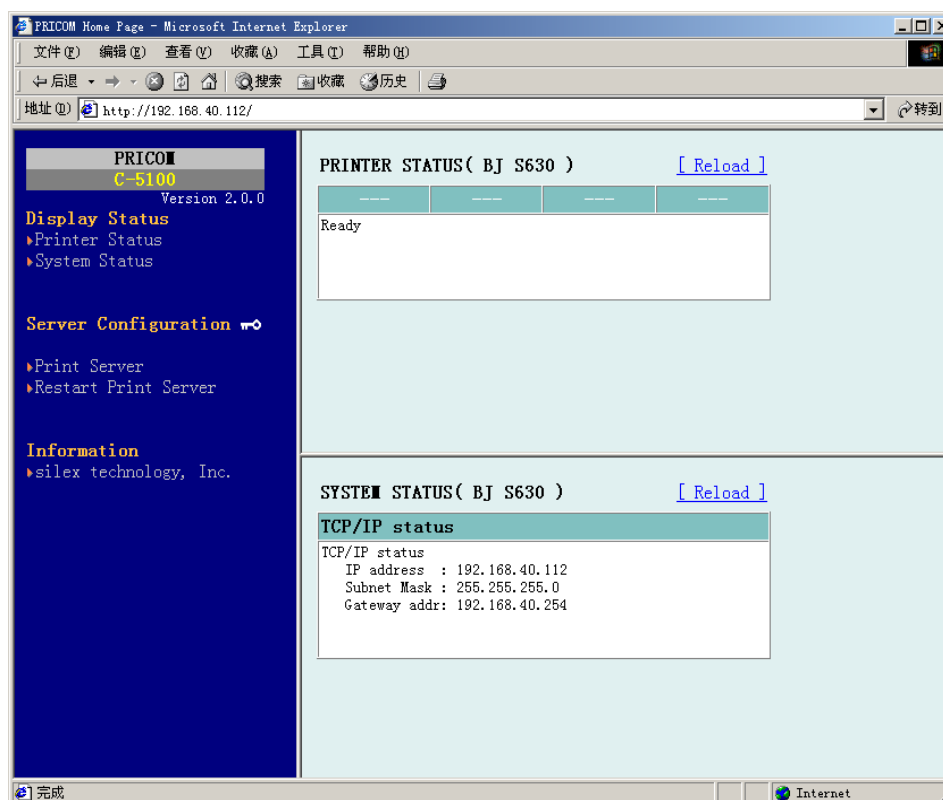 PRICOM Home Page - Microsoft Internet Explorer
文件(F) 编辑(E) 查看(V) 收藏(A) 工具(T) 帮助(H)
后退 搜索 收藏 历史
地址(D) http://192.168.40.112/ 转到
PRICOM
C-5100
Version 2.0.0
Display Status
Printer Status
System Status
Server Configuration
Print Server
Restart Print Server
Information
silex technology, Inc.
PRINTER STATUS( BJ S630 ) [ Reload ]
--- --- --- ---
Ready
SYSTEM STATUS( BJ S630 ) [ Reload ]
TCP/IP status
TCP/IP status
IP address : 192.168.40.112
Subnet Mask : 255.255.255.0
Gateway addr: 192.168.40.254
完成 Internet